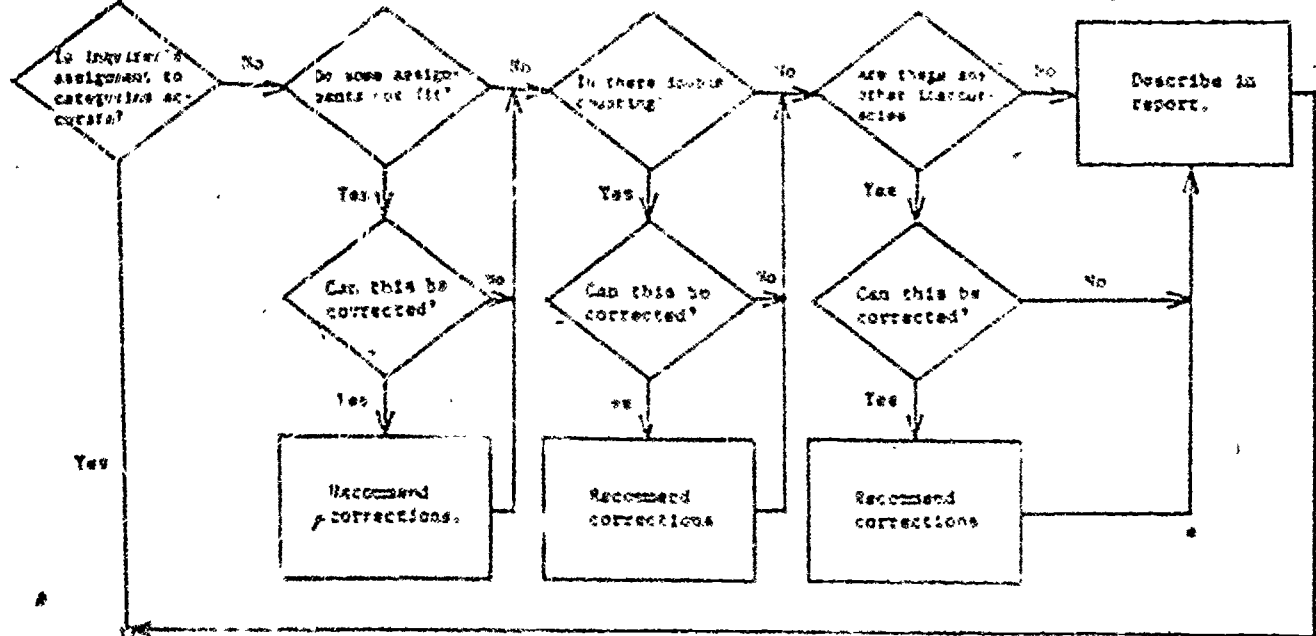 Is inquirer's
assignment to
categories ac-
curate?
No
Do some assign-
ments not fit?
No
Is there double
counting?
No
Are there any
other inaccur-
acies
No
Describe in
report.
Yes
Yes
Yes
Can this be
corrected?
No
Can this be
corrected?
No
Can this be
corrected?
No
Yes
Yes
Yes
Recommend
corrections.
Recommend
corrections
Recommend
corrections